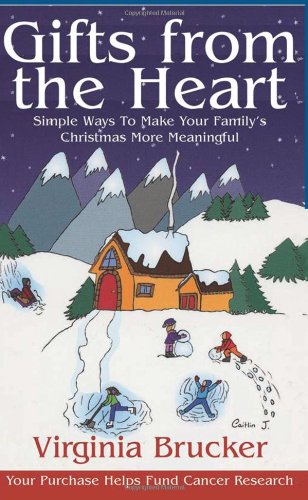 Gifts from
the Heart
Simple Ways To Make Your Family's
Christmas More Meaningful
Caitlin J.
Virginia Brucker
Your Purchase Helps Fund Cancer Research